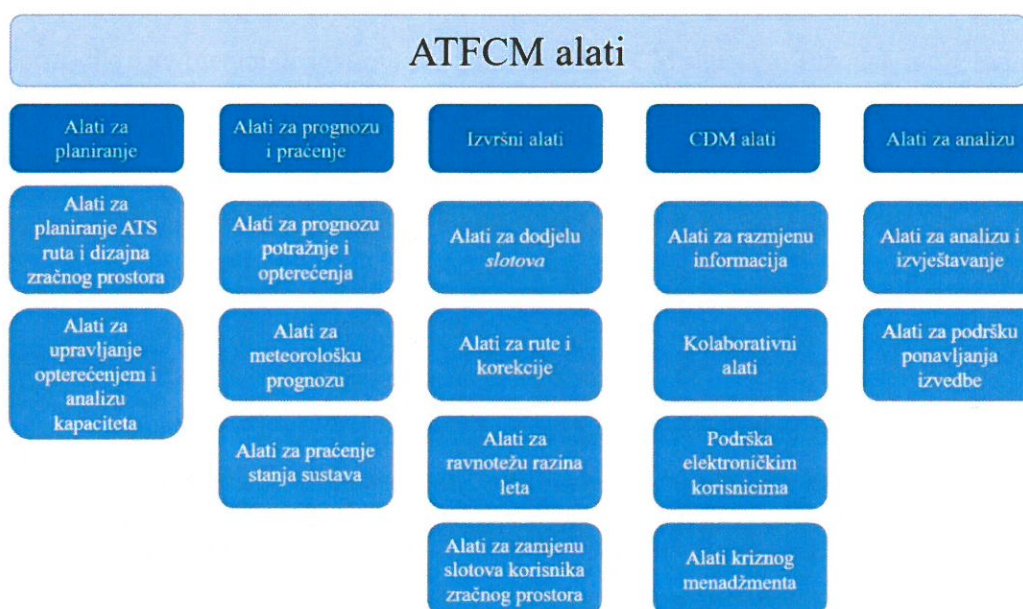 ATFCM alati
Alati za
planiranje
Alati za
planiranje ATS
ruta i dizajna
zračnog prostora
Alati za
upravljanje
opterećenjem i
analizu
kapaciteta
Alati za prognozu
i praćenje
Alati za prognozu
potražnje i
opterećenja
Alati za
meteorološku
prognozu
Alati za praćenje
stanja sustava
Izvršni alati
Alati za dodjelu
slotova
Alati za rute i
korekcije
Alati za
ravnotežu razina
leta
Alati za zamjenu
slotova korisnika
zračnog prostora
CDM alati
Alati za razmjenu
informacija
Kolaborativni
alati
Podrška
elektroničkim
korisnicima
Alati kriznog
menadžmenta
Alati za analizu
Alati za analizu i
izvještavanje
Alati za podršku
ponavljanja
izvedbe